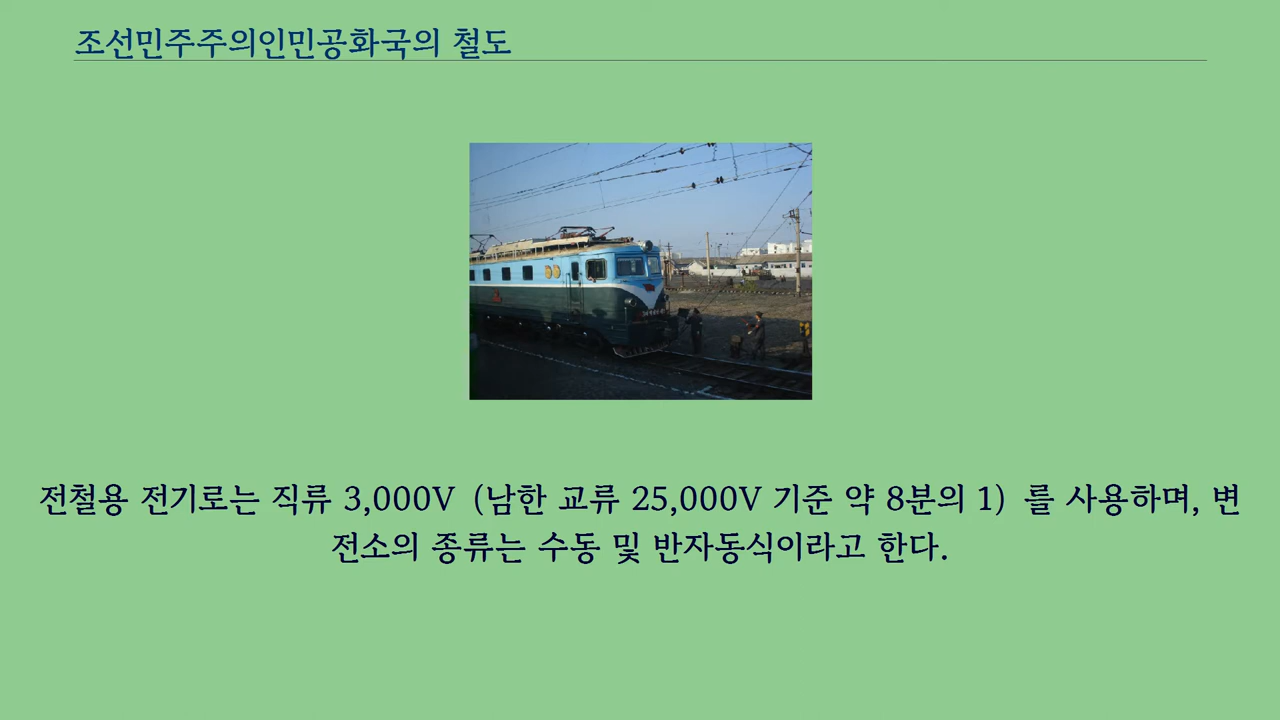 조선민주주의인민공화국의 철도
전철용 전기로는 직류 3,000V (남한 교류 25,000V 기준 약 8분의 1) 를 사용하며, 변
전소의 종류는 수동 및 반자동식이라고 한다.